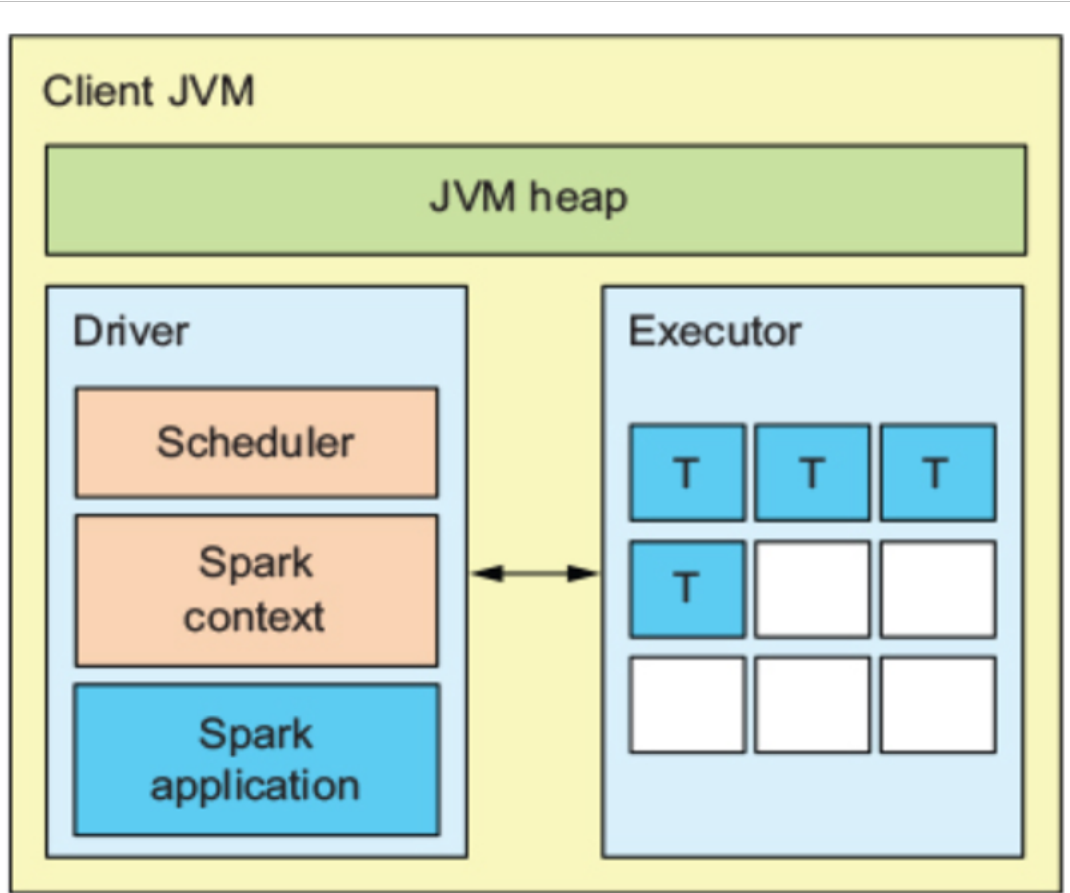 Client JVM
JVM heap
Driver
Scheduler
Spark
context
Spark
application
Executor
T T T
T